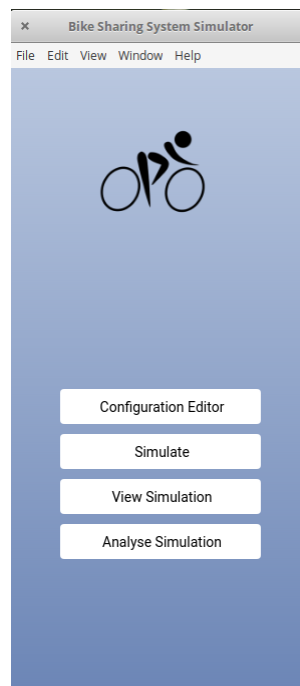 × Bike Sharing System Simulator
File Edit View Window Help
Configuration Editor
Simulate
View Simulation
Analyse Simulation